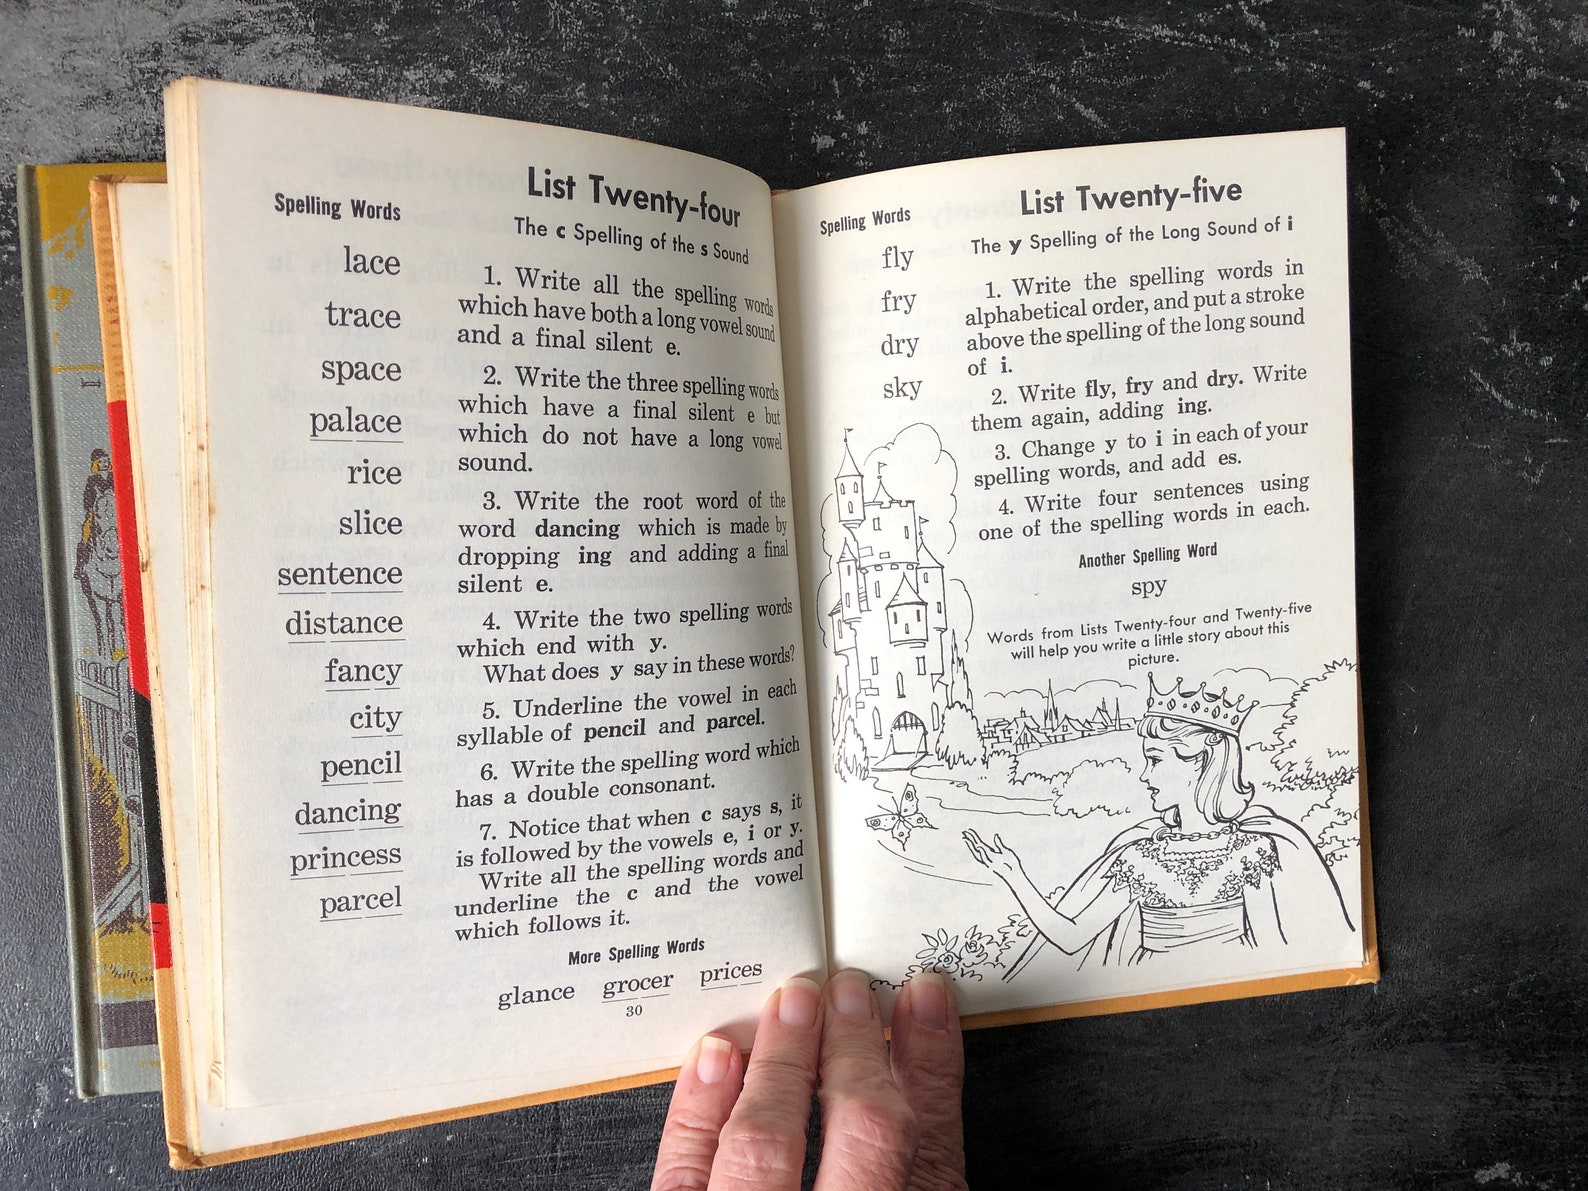 List Twenty-four
The c Spelling of the s Sound
Spelling Words
lace
trace
space
palace
rice
slice
sentence
distance
fancy
city
pencil
dancing
princess
parcel
1. Write all the spelling words
which have both a long vowel sound
and a final silent e.
2. Write the three spelling words
which have a final silent e but
which do not have a long vowel
sound.
3. Write the root word of the
word dancing which is made by
dropping ing and adding a final
silent e.
4. Write the two spelling words
which end with y.
What does y say in these words?
5. Underline the vowel in each
syllable of pencil and parcel.
6. Write the spelling word which
has a double consonant.
7. Notice that when c says s, it
is followed by the vowels e, i or y.
Write all the spelling words and
underline the c and the vowel
which follows it.
More Spelling Words
glance grocer prices
30
List Twenty-five
The y Spelling of the Long Sound of i
Spelling Words
fly
fry
dry
sky
1. Write the spelling words in
alphabetical order, and put a stroke
above the spelling of the long sound
of i.
2. Write fly, fry and dry. Write
them again, adding ing.
3. Change y to i in each of your
spelling words, and add es.
4. Write four sentences using
one of the spelling words in each.
Another Spelling Word
spy
Words from Lists Twenty-four and Twenty-five
will help you write a little story about this
picture.